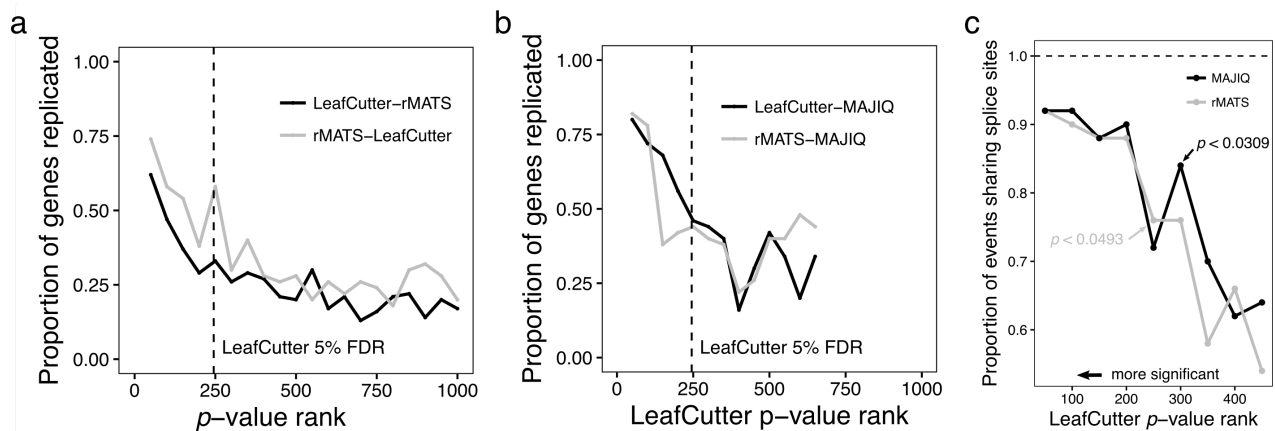 a
Proportion of genes replicated
1.00
0.75
0.50
0.25
0.00
LeafCutter−rMATS
rMATS−LeafCutter
LeafCutter 5% FDR
0
250
500
750
1000
p−value rank
b
Proportion of genes replicated
1.00
0.75
0.50
0.25
0.00
LeafCutter−MAJIQ
rMATS−MAJIQ
LeafCutter 5% FDR
0
250
500
750
1000
LeafCutter p−value rank
c
Proportion of events sharing splice sites
1.0
0.9
0.8
0.7
0.6
MAJIQ
rMATS
p < 0.0309
p < 0.0493
more significant
100
200
300
400
LeafCutter p−value rank